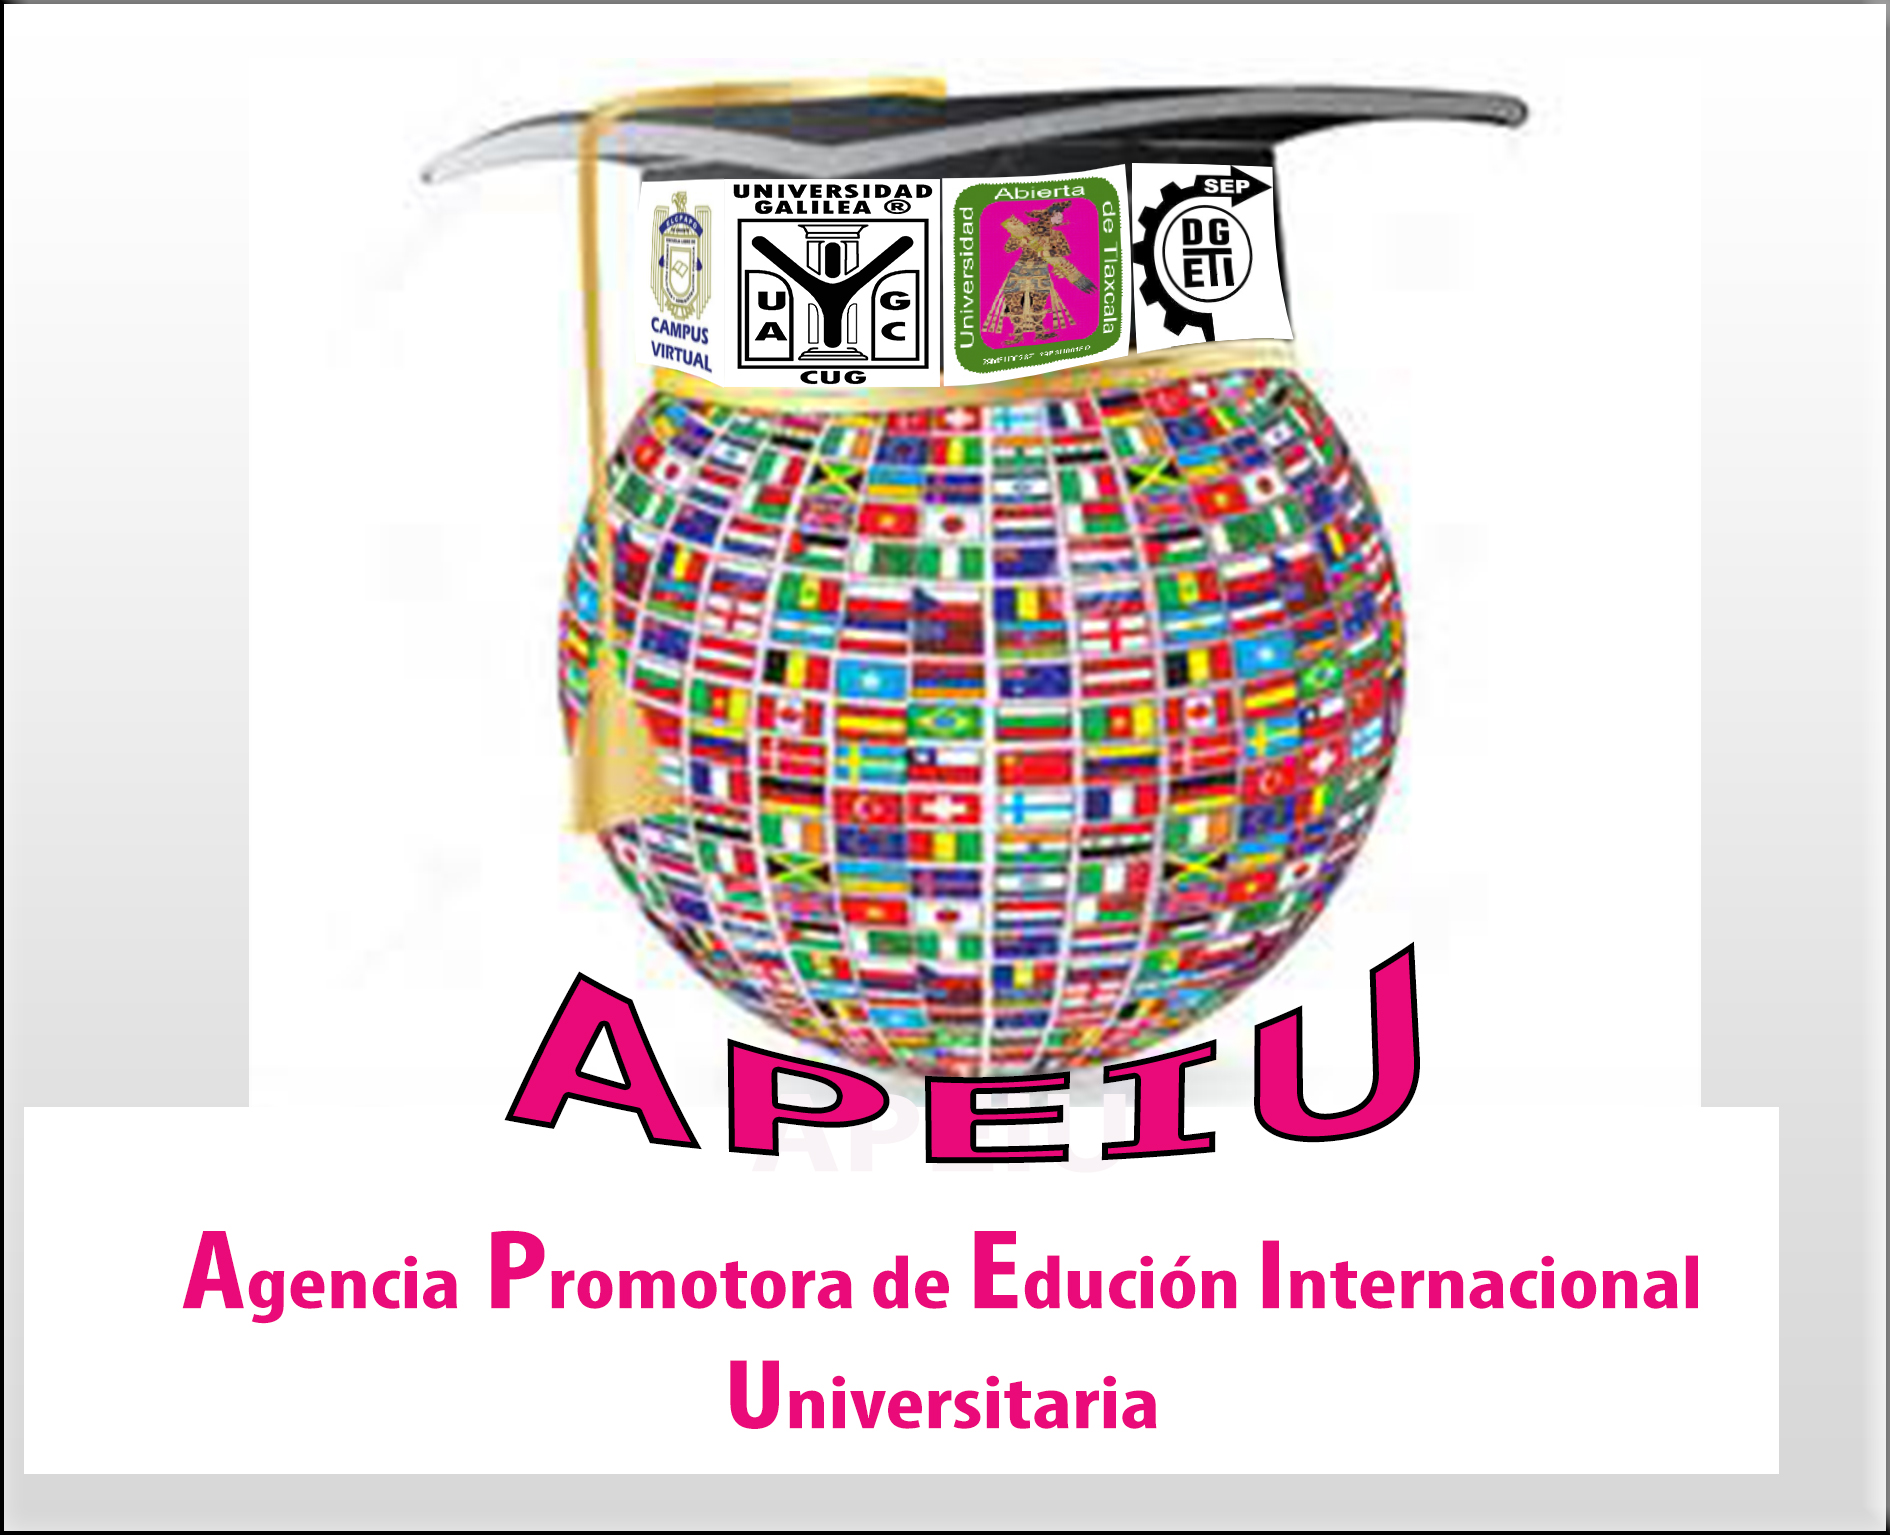 UNIVERSIDAD
GALILEA ®
U G
A C
CUG
CAMPUS
VIRTUAL
Universidad Abierta de Tlaxcala
SEP
DG
ETI
APEIU
APEIU
Agencia Promotora de Edución Internacional
Universitaria